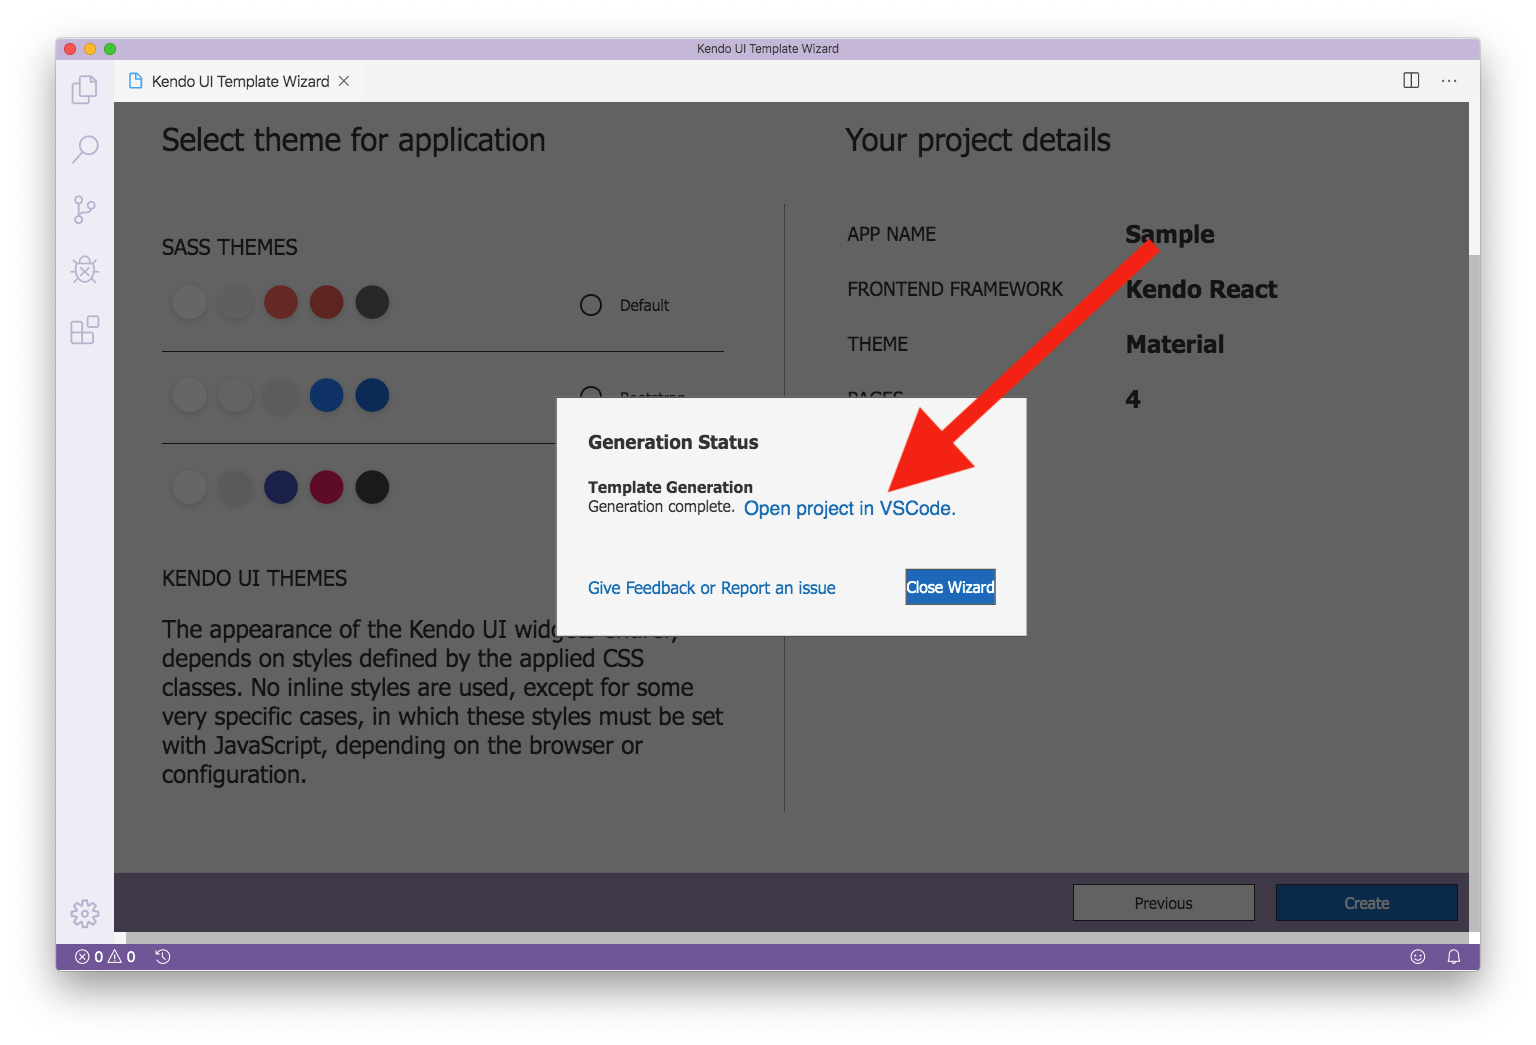 Kendo UI Template Wizard
Kendo UI Template Wizard
Select theme for application
SASS THEMES
Default
KENDO UI THEMES
The appearance of the Kendo UI
depends on styles defined by the applied CSS
classes. No inline styles are used, except for some
very specific cases, in which these styles must be set
with JavaScript, depending on the browser or
configuration.
Your project details
APP NAME Sample
FRONTEND FRAMEWORK Kendo React
THEME Material
PAGES 4
Generation Status
Template Generation
Generation complete. Open project in VSCode.
Give Feedback or Report an issue
Close Wizard
Previous
Create
0 0